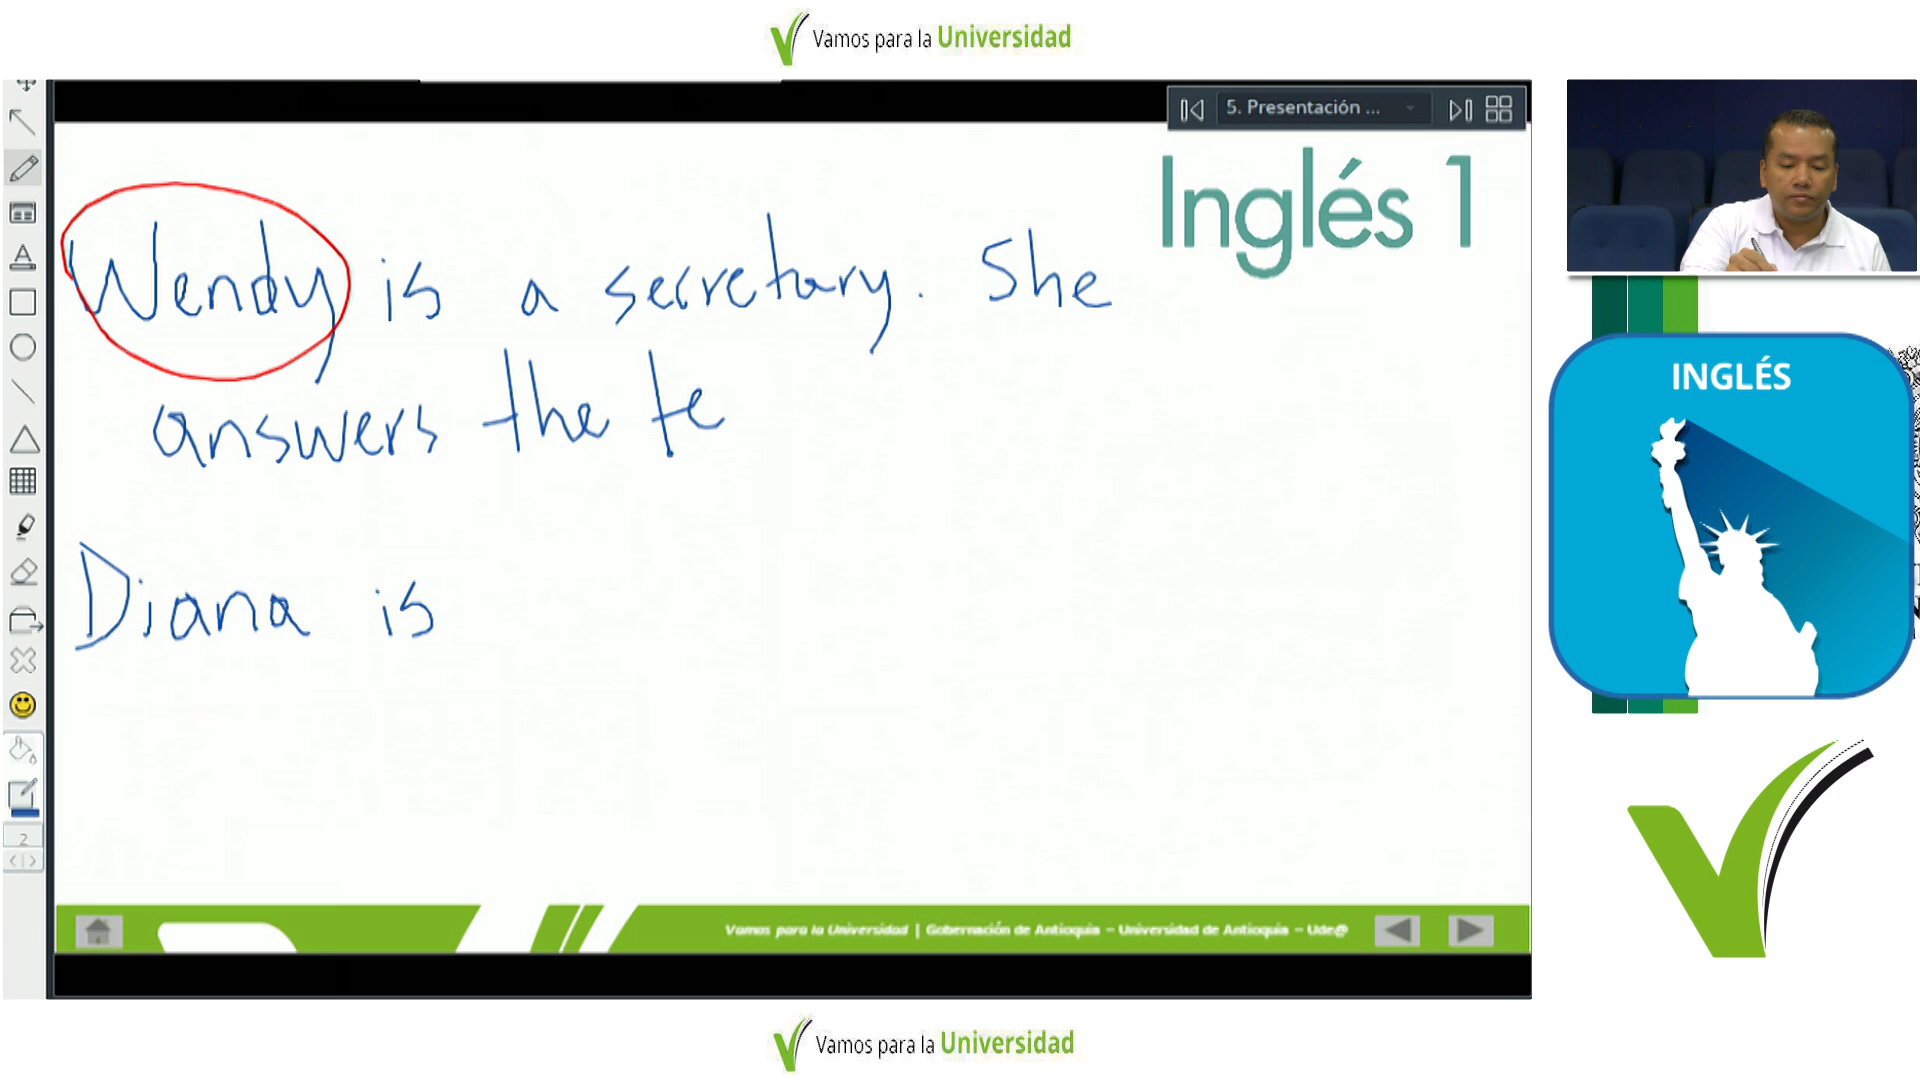 Vamos para la Universidad
5. Presentación ...
Inglés 1
Wendy is a secretary. She
answers the te
Diana is
INGLÉS
2
Vamos para la Universidad | Gobernación de Antioquia – Universidad de Antioquia – Ude@
Vamos para la Universidad